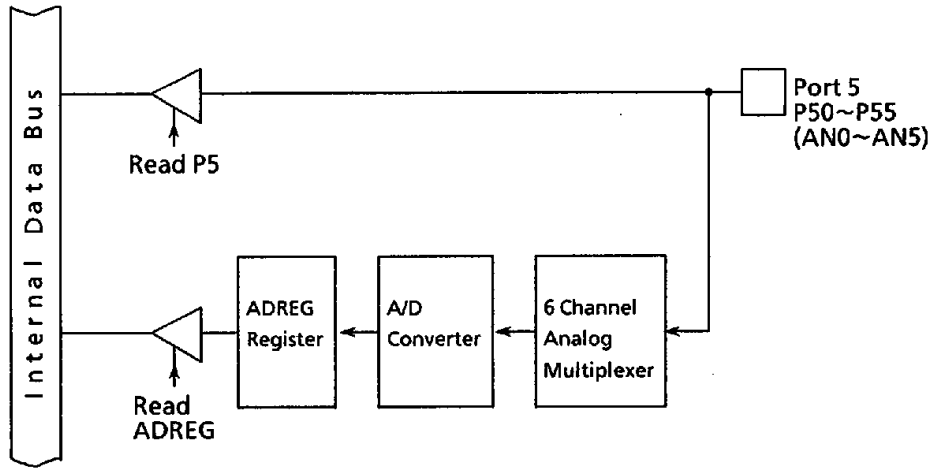 Internal Data Bus
Port 5
P50~P55
(AN0~AN5)
Read P5
ADREG
Register
A/D
Converter
6 Channel
Analog
Multiplexer
Read
ADREG